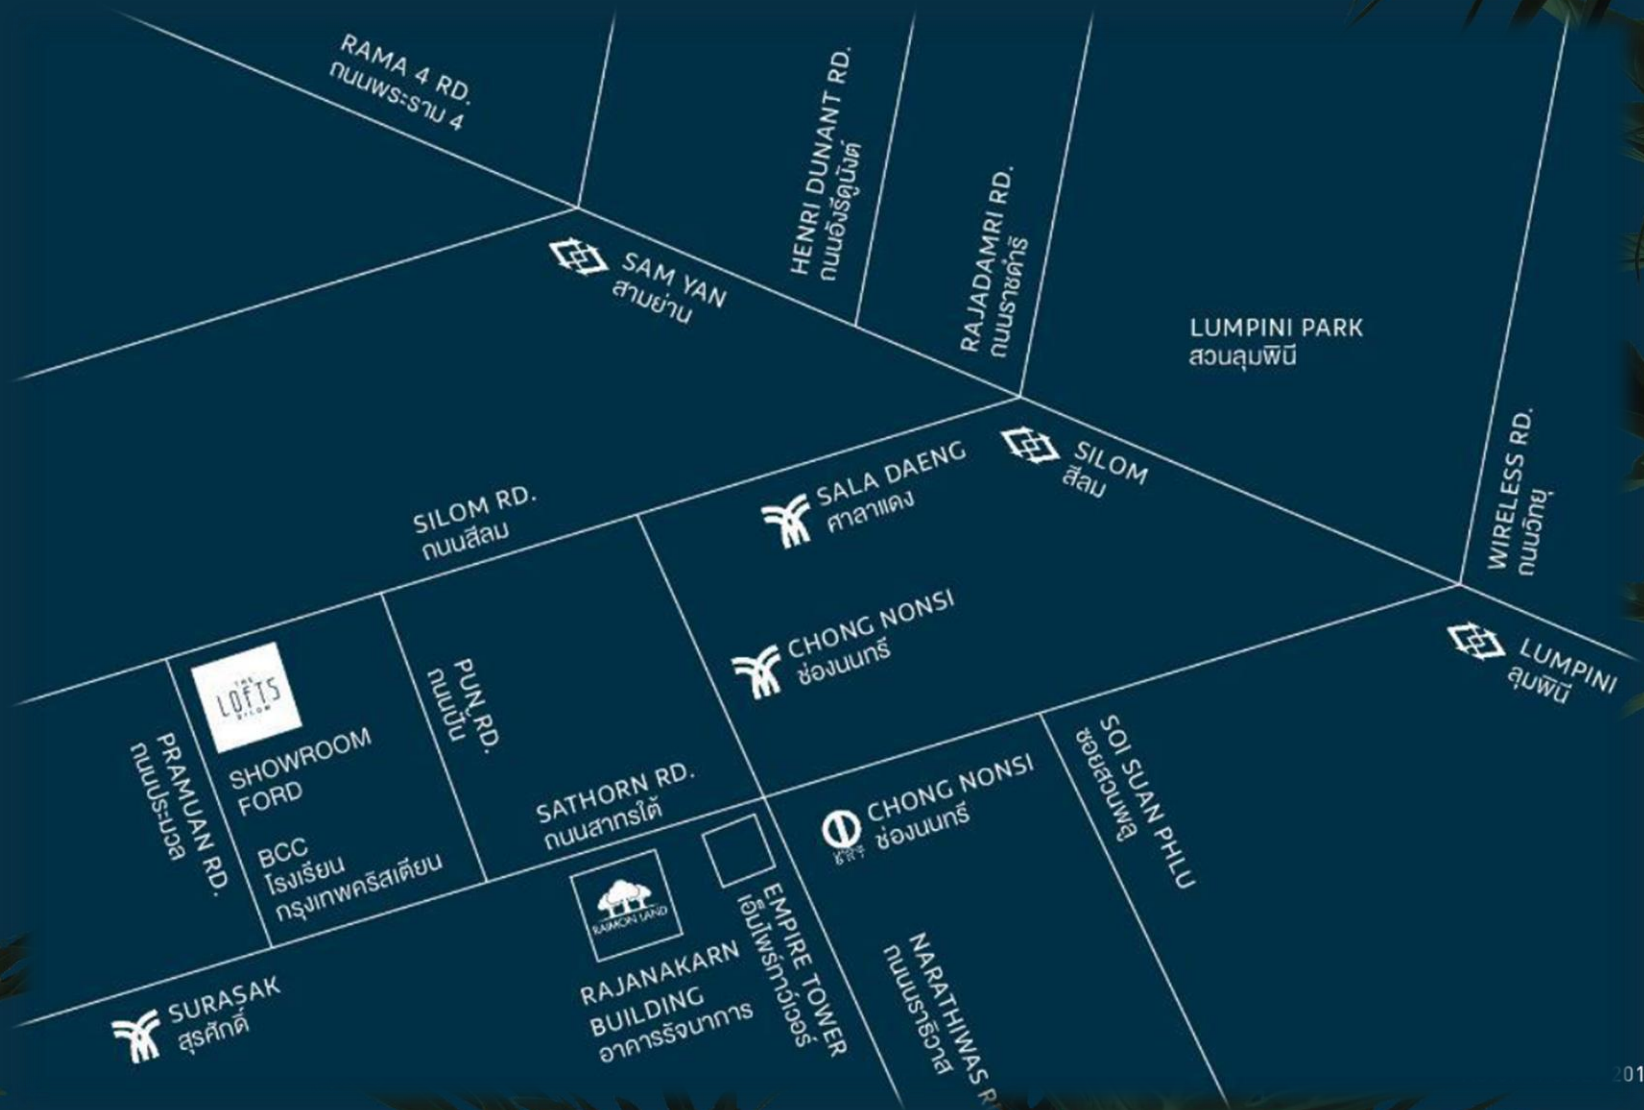 RAMA 4 RD.
ถนนพระราม 4
HENRI DUNANT RD.
ถนนอังรีดูนังต์
RAJADAMRI RD.
ถนนราชดำริ
SAM YAN
สามย่าน
LUMPINI PARK
สวนลุมพินี
WIRELESS RD.
ถนนวิทยุ
SILOM
สีลม
SALA DAENG
ศาลาแดง
SILOM RD.
ถนนสีลม
CHONG NONSI
ช่องนนทรี
LUMPINI
ลุมพินี
THE
LOFTS
SILOM
SHOWROOM
FORD
BCC
โรงเรียน
กรุงเทพคริสเตียน
PRAMUAN RD.
ถนนประมวล
PUN RD.
ถนนปั้น
SATHORN RD.
ถนนสาทรใต้
CHONG NONSI
ช่องนนทรี
SOI SUAN PHLU
ซอยสวนพลู
RAIMON LAND
RAJANAKARN
BUILDING
อาคารรัจนาการ
EMPIRE TOWER
เอ็มไพร์ทาว์เวอร์
NARATHIWAS R
ถนนนราธิวาส
SURASAK
สุรศักดิ์
201